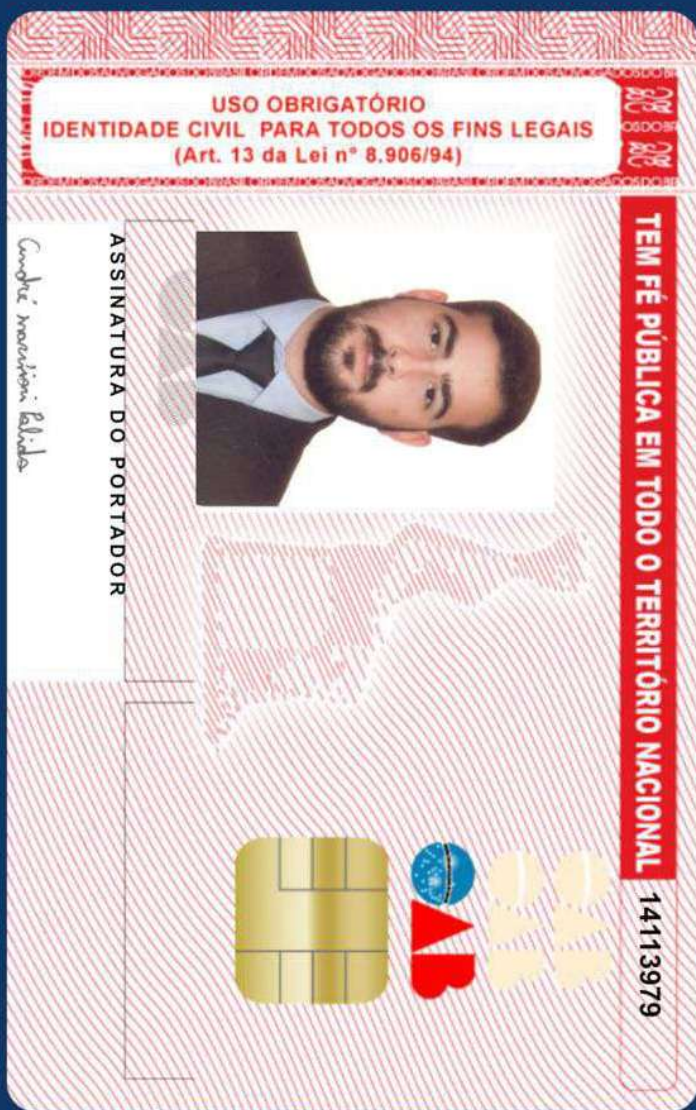 USO OBRIGATÓRIO
IDENTIDADE CIVIL PARA TODOS OS FINS LEGAIS
(Art. 13 da Lei n° 8.906/94)
TEM FÉ PÚBLICA EM TODO O TERRITÓRIO NACIONAL 14113979
OAB
ASSINATURA DO PORTADOR